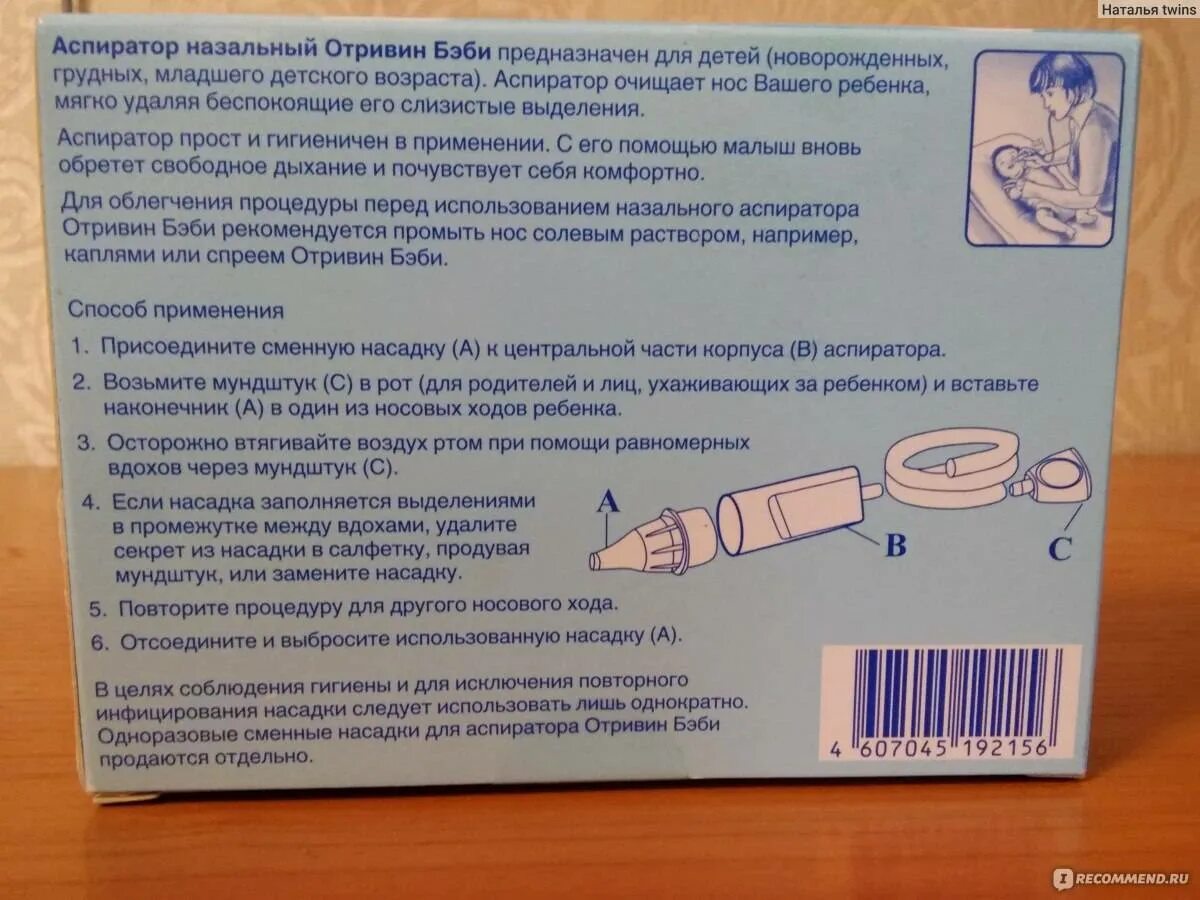 Наталья twins
Аспиратор назальный Отривин Бэби предназначен для детей (новорожденных,
грудных, младшего детского возраста). Аспиратор очищает нос Вашего ребенка,
мягко удаляя беспокоящие его слизистые выделения.
Аспиратор прост и гигиеничен в применении. С его помощью малыш вновь
обретет свободное дыхание и почувствует себя комфортно.
Для облегчения процедуры перед использованием назального аспиратора
Отривин Бэби рекомендуется промыть нос солевым раствором, например,
каплями или спреем Отривин Бэби.
Способ применения
1. Присоедините сменную насадку (А) к центральной части корпуса (В) аспиратора.
2. Возьмите мундштук (С) в рот (для родителей и лиц, ухаживающих за ребенком) и вставьте
наконечник (А) в один из носовых ходов ребенка.
3. Осторожно втягивайте воздух ртом при помощи равномерных
вдохов через мундштук (С).
4. Если насадка заполняется выделениями
в промежутке между вдохами, удалите
секрет из насадки в салфетку, продувая
мундштук, или замените насадку.
5. Повторите процедуру для другого носового хода.
6. Отсоедините и выбросите использованную насадку (А).
A
B
C
В целях соблюдения гигиены и для исключения повторного
инфицирования насадки следует использовать лишь однократно.
Одноразовые сменные насадки для аспиратора Отривин Бэби
продаются отдельно.
4 607045 192156
IRECOMMEND.RU